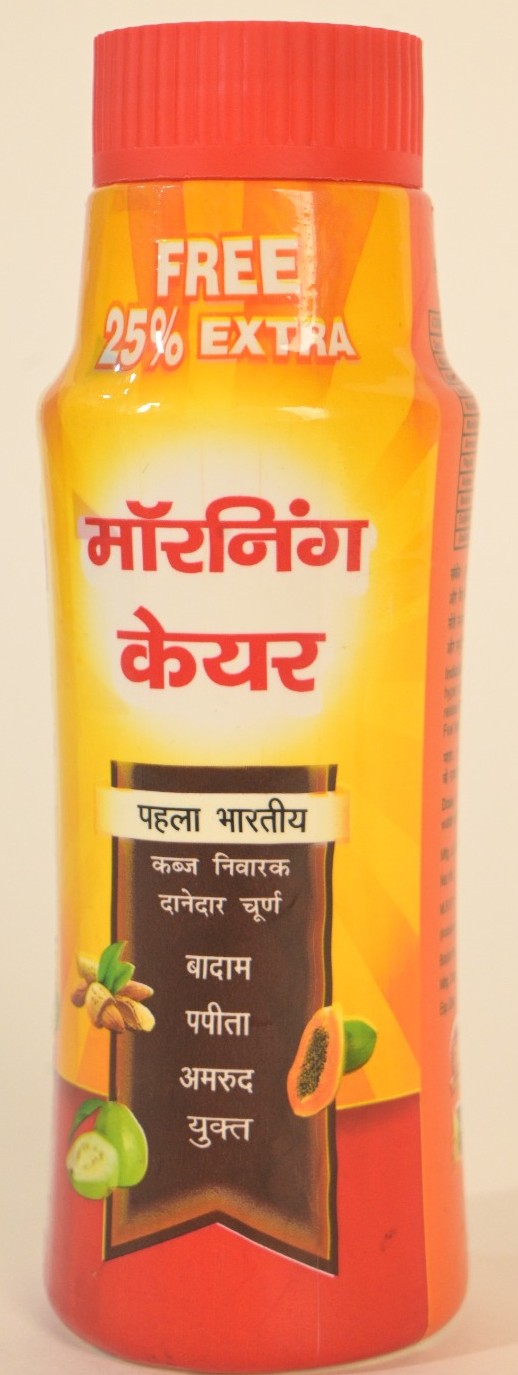 FREE
25% EXTRA
मॉरनिंग
केयर
पहला भारतीय
कब्ज निवारक
दानेदार चूर्ण
बादाम
पपीता
अमरुद
युक्त